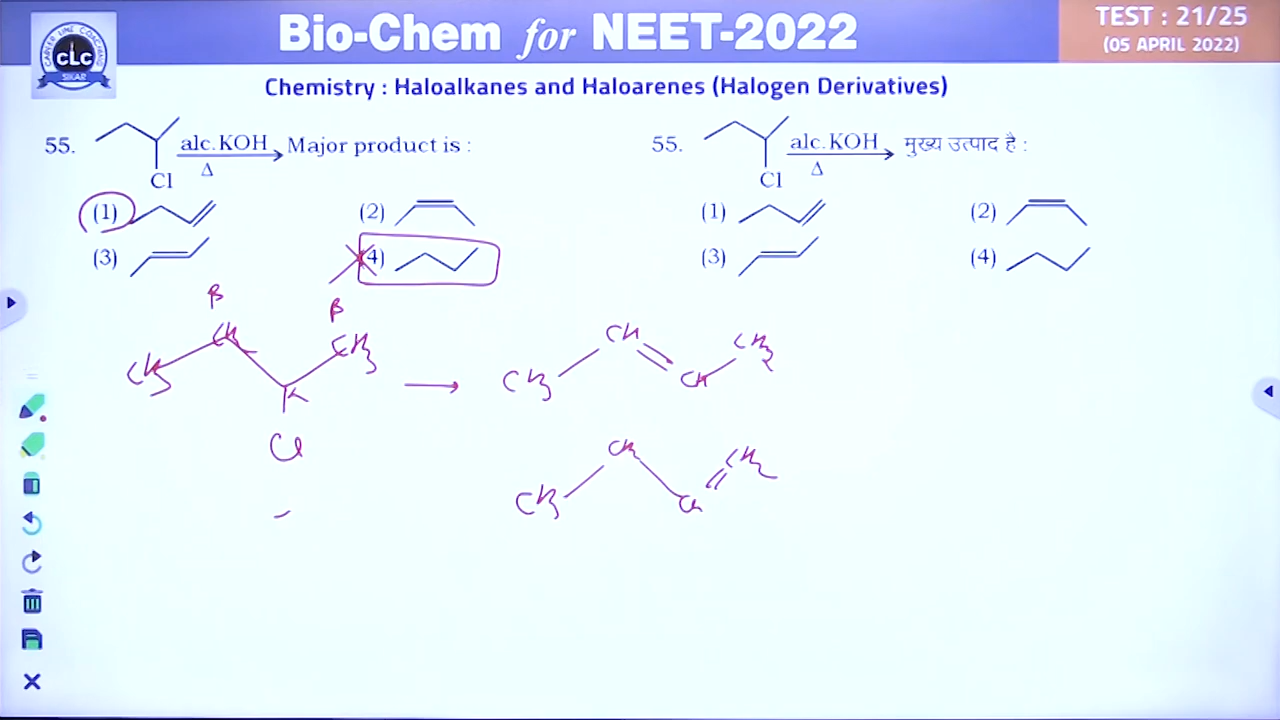 CAREER LINE COACHING
CLC
SIKAR
Bio-Chem for NEET-2022
TEST : 21/25
(05 APRIL 2022)
Chemistry : Haloalkanes and Haloarenes (Halogen Derivatives)
55. Cl alc.KOH Δ Major product is :
(1) (2)
(3) (4)
55. Cl alc.KOH Δ मुख्य उत्पाद है :
(1) (2)
(3) (4)
β β
CH3 CH2 CH3
Cl
CH3 CH CH CH3
CH3 CH2 CH CH2